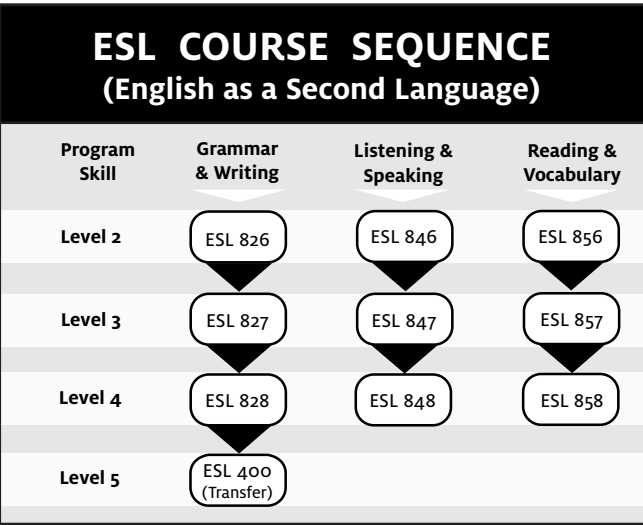 ESL COURSE SEQUENCE
(English as a Second Language)
Program Skill
Grammar & Writing
Listening & Speaking
Reading & Vocabulary
Level 2
ESL 826
ESL 846
ESL 856
Level 3
ESL 827
ESL 847
ESL 857
Level 4
ESL 828
ESL 848
ESL 858
Level 5
ESL 400
(Transfer)